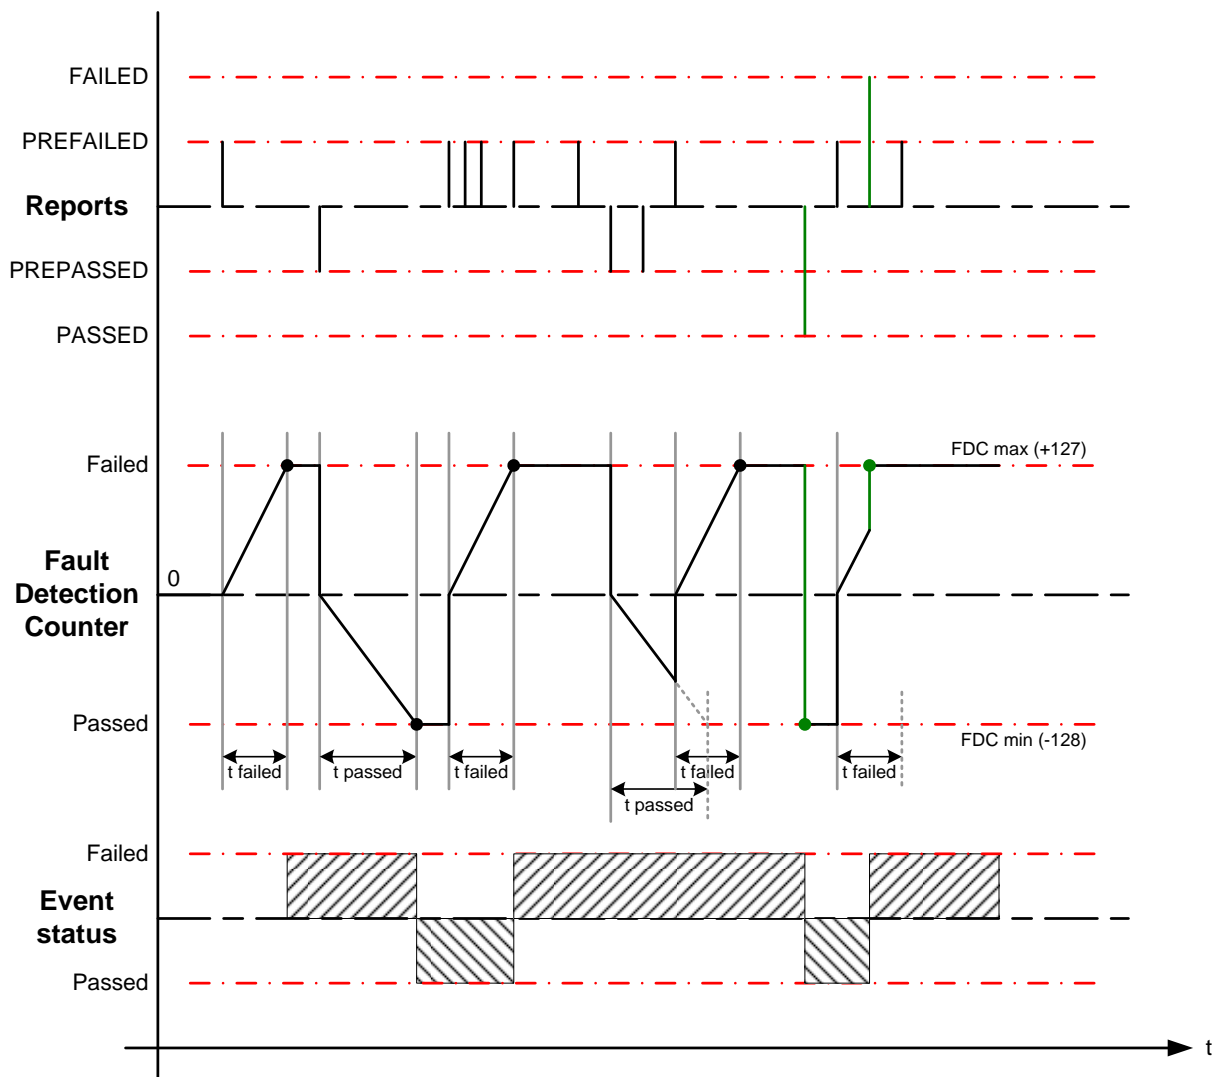 FAILED
PREFAILED
Reports
PREPASSED
PASSED
Failed
FDC max (+127)
0
Fault
Detection
Counter
Passed
FDC min (-128)
t failed
t passed
t failed
t failed
t failed
t passed
Failed
Event
status
Passed
t